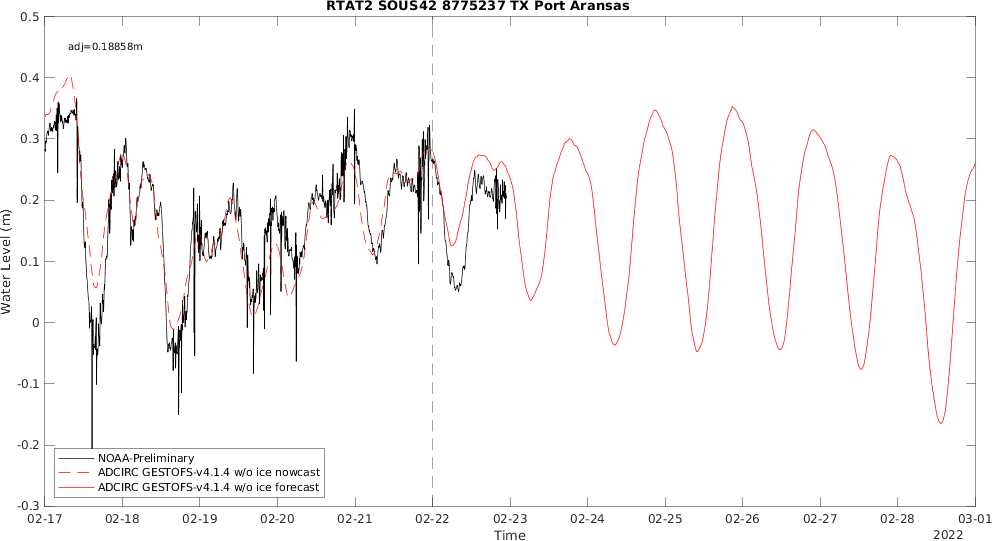 RTAT2 SOUS42 8775237 TX Port Aransas
adj=0.18858m
Water Level (m)
0.5
0.4
0.3
0.2
0.1
0
-0.1
-0.2
-0.3
NOAA-Preliminary
ADCIRC GESTOFS-v4.1.4 w/o ice nowcast
ADCIRC GESTOFS-v4.1.4 w/o ice forecast
02-17 02-18 02-19 02-20 02-21 02-22 02-23 02-24 02-25 02-26 02-27 02-28 03-01
Time
2022